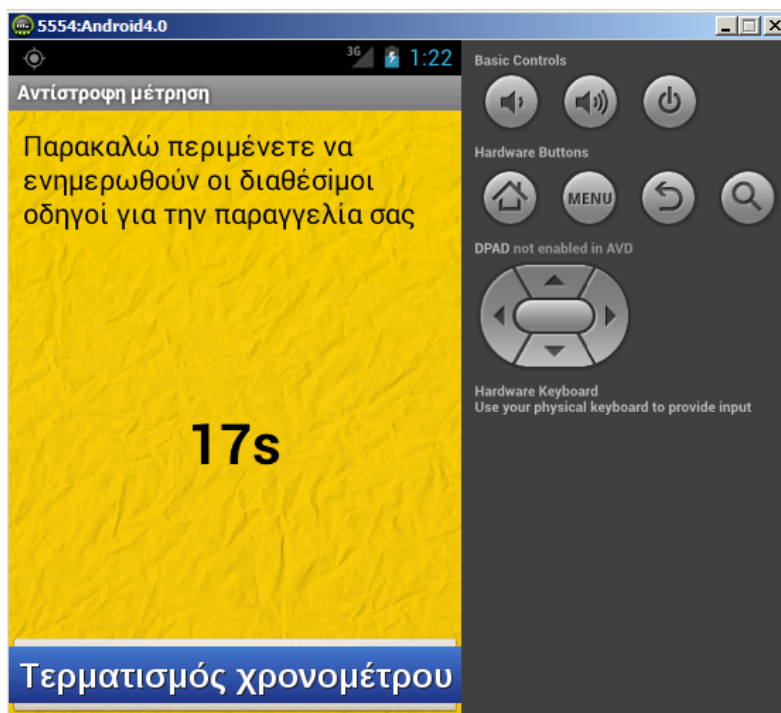 5554:Android4.0
3G 1:22
Αντίστροφη μέτρηση
Παρακαλώ περιμένετε να
ενημερωθούν οι διαθέσiμοι
οδηγοί για την παραγγελία σας
17s
Τερματισμός χρονομέτρου
Basic Controls
Hardware Buttons
MENU
DPAD not enabled in AVD
Hardware Keyboard
Use your physical keyboard to provide input